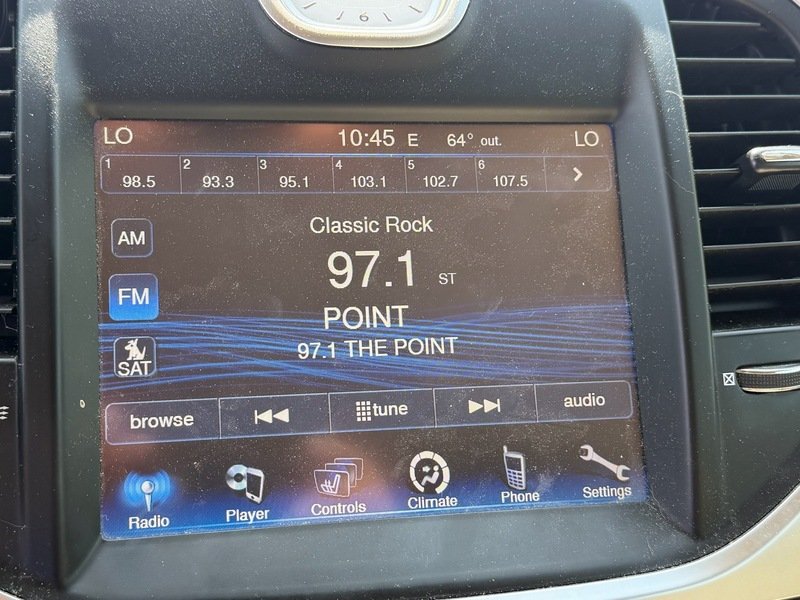 6
LO 10:45 E 64° out. LO
1 98.5 2 93.3 3 95.1 4 103.1 5 102.7 6 107.5 >
AM
Classic Rock
97.1 ST
FM
POINT
97.1 THE POINT
SAT
browse tune audio
Radio Player Controls Climate Phone Settings